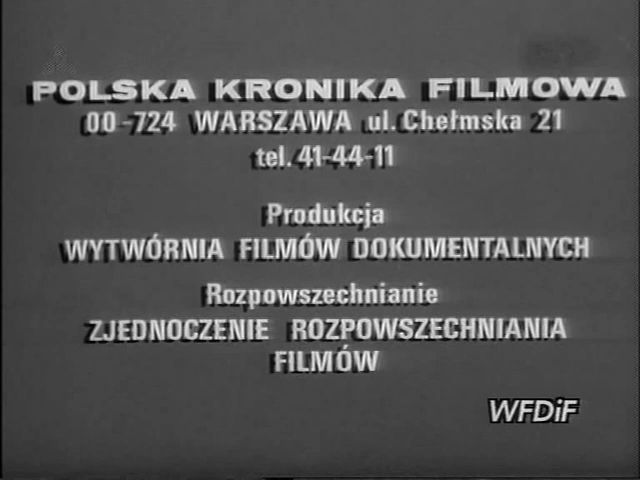 POLSKA KRONIKA FILMOWA
00-724 WARSZAWA ul. Chełmska 21
tel. 41-44-11
Produkcja
WYTWÓRNIA FILMÓW DOKUMENTALNYCH
Rozpowszechnianie
ZJEDNOCZENIE ROZPOWSZECHNIANIA
FILMÓW
WFDiF